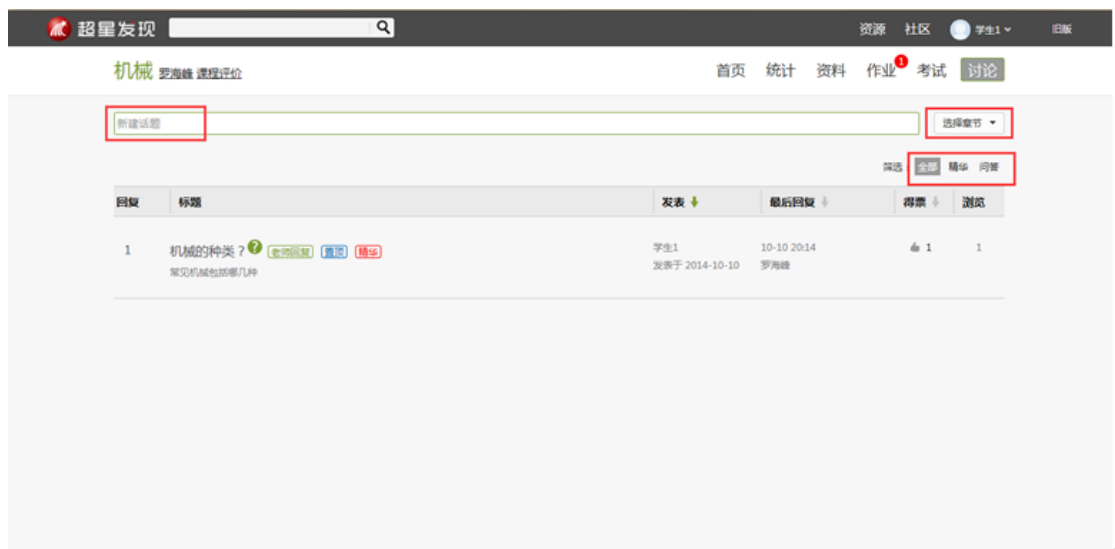 超星发现 资源 社区 学生1 旧版
机械 罗海峰 课程评价 首页 统计 资料 作业 1 考试 讨论
新建话题 选择章节
筛选 全部 精华 问答
回复 标题 发表 最后回复 得票 浏览
1 机械的种类？ 老师回复 置顶 精华 学生1 10-10 20:14 1 1
常见机械包括哪几种 发表于 2014-10-10 罗海峰